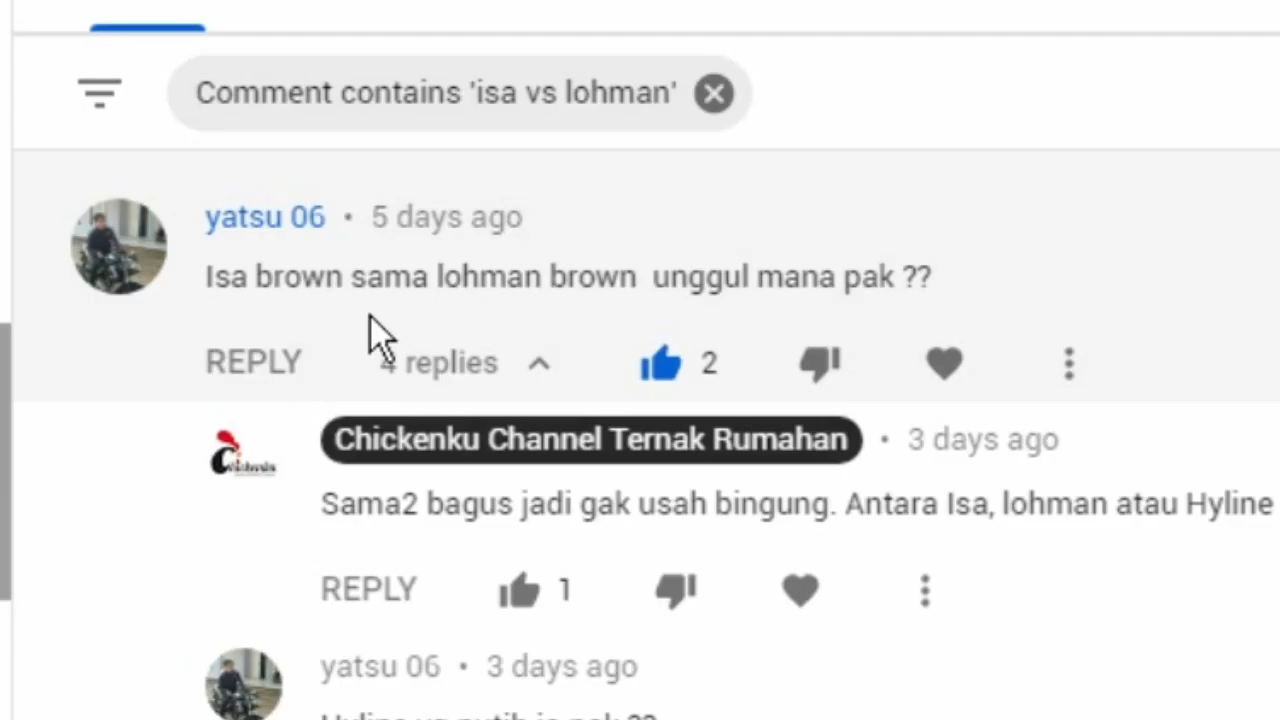 Comment contains 'isa vs lohman'
yatsu 06 • 5 days ago
Isa brown sama lohman brown unggul mana pak ??
REPLY 4 replies 2
Chickenku Channel Ternak Rumahan • 3 days ago
Sama2 bagus jadi gak usah bingung. Antara Isa, lohman atau Hyline
REPLY 1
yatsu 06 • 3 days ago